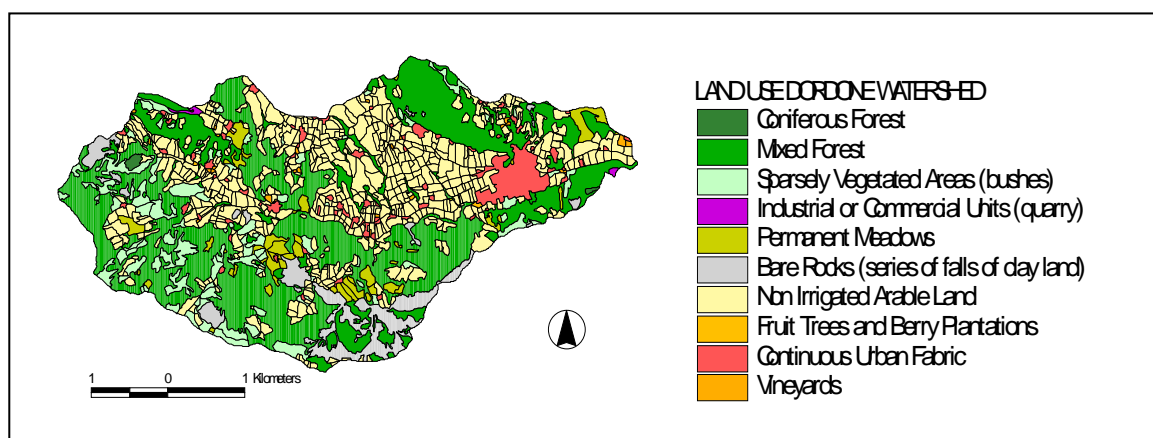 LAND USE DORDONE WATERSHED
Coniferous Forest
Mixed Forest
Sparsely Vegetated Areas (bushes)
Industrial or Commercial Units (quarry)
Permanent Meadows
Bare Rocks (series of falls of clay land)
Non Irrigated Arable Land
Fruit Trees and Berry Plantations
Continuous Urban Fabric
Vineyards
1 0 1 Kilometers